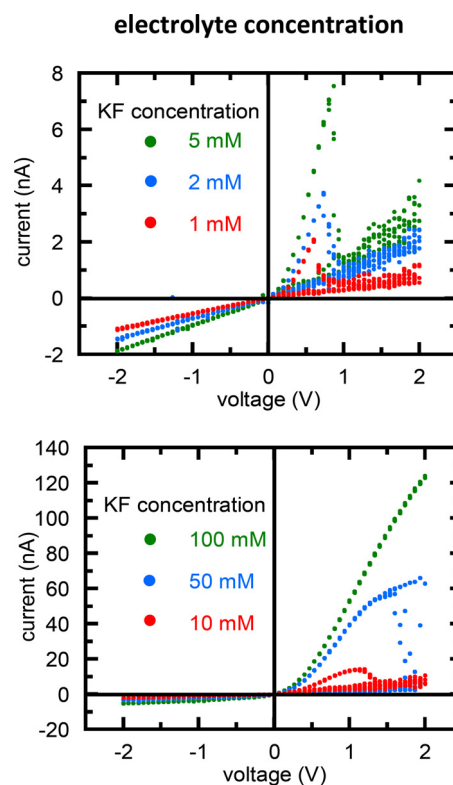 electrolyte concentration
8
KF concentration
5 mM
6
2 mM
4
1 mM
2
0
-2
-2 -1 0 1 2
current (nA)
voltage (V)
140
120
KF concentration
100
100 mM
80
50 mM
60
10 mM
40
20
0
-20
-2 -1 0 1 2
current (nA)
voltage (V)